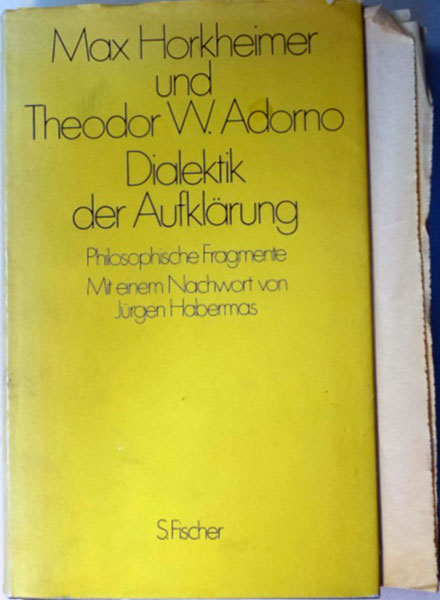 Max Horkheimer
und
Theodor W. Adorno
Dialektik
der Aufklärung
Philosophische Fragmente
Mit einem Nachwort von
Jürgen Habermas
S. Fischer